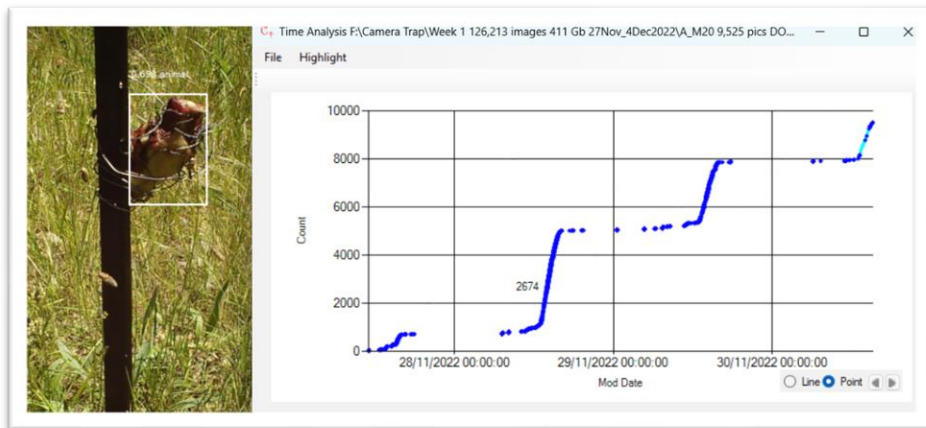 Time Analysis F:\Camera Trap\Week 1 126,213 images 411 Gb 27Nov_4Dec2022\A_M20 9,525 pics DO...
File Highlight
animal
10000
8000
6000
4000
2000
0
Count
2674
28/11/2022 00:00:00 29/11/2022 00:00:00 30/11/2022 00:00:00
Mod Date
Line Point